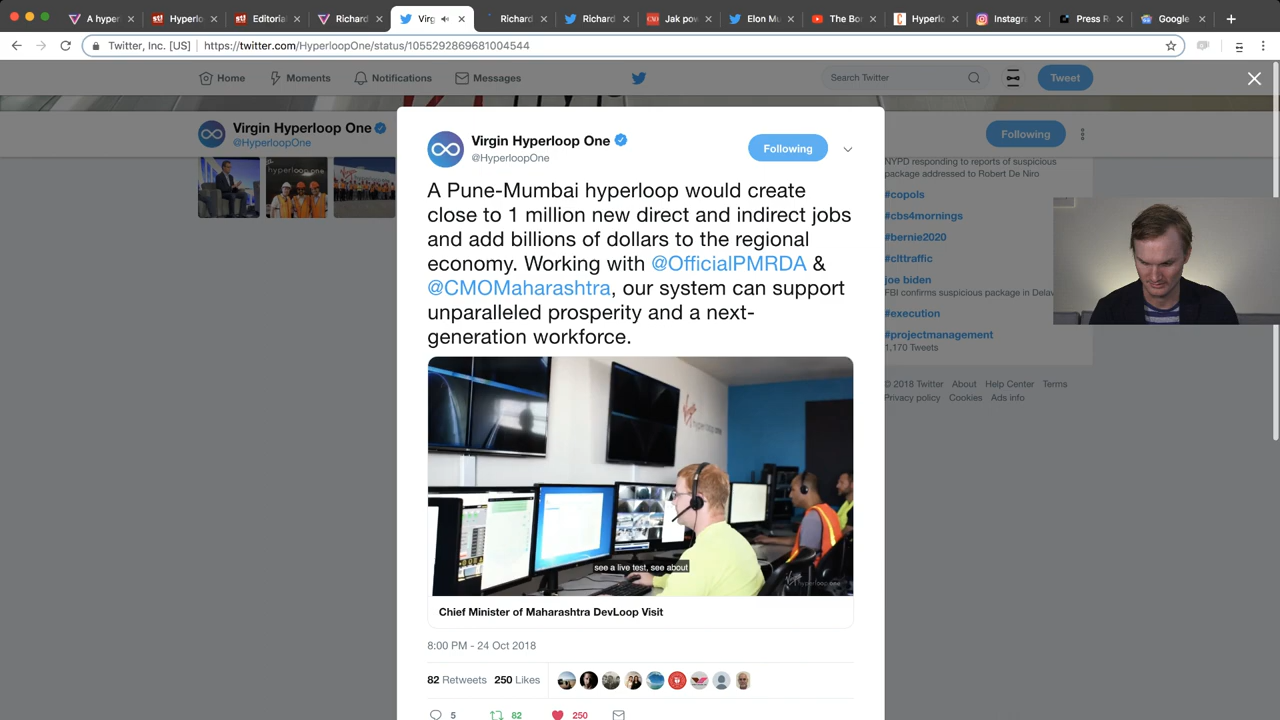 A hyper
Hyperlo
Editorial
Richard
Virg
Richard
Richard
Jak pov
Elon Mu
The Bo
Hyperlo
Instagra
Press R
Google
Twitter, Inc. [US]
https://twitter.com/HyperloopOne/status/1055292869681004544
Home
Moments
Notifications
Messages
Search Twitter
Tweet
Virgin Hyperloop One
@HyperloopOne
Following
Virgin Hyperloop One
@HyperloopOne
Following
A Pune-Mumbai hyperloop would create
close to 1 million new direct and indirect jobs
and add billions of dollars to the regional
economy. Working with @OfficialPMRDA &
@CMOMaharashtra, our system can support
unparalleled prosperity and a next-
generation workforce.
hyperloop one
see a live test, see about
hyperloop one
Chief Minister of Maharashtra DevLoop Visit
8:00 PM - 24 Oct 2018
82 Retweets 250 Likes
5 82 250
NYPD responding to reports of suspicious
package addressed to Robert De Niro
#copols
#cbs4mornings
#bernie2020
#clttraffic
joe biden
FBI confirms suspicious package in Delav
#execution
#projectmanagement
1,170 Tweets
© 2018 Twitter About Help Center Terms
Privacy policy Cookies Ads info